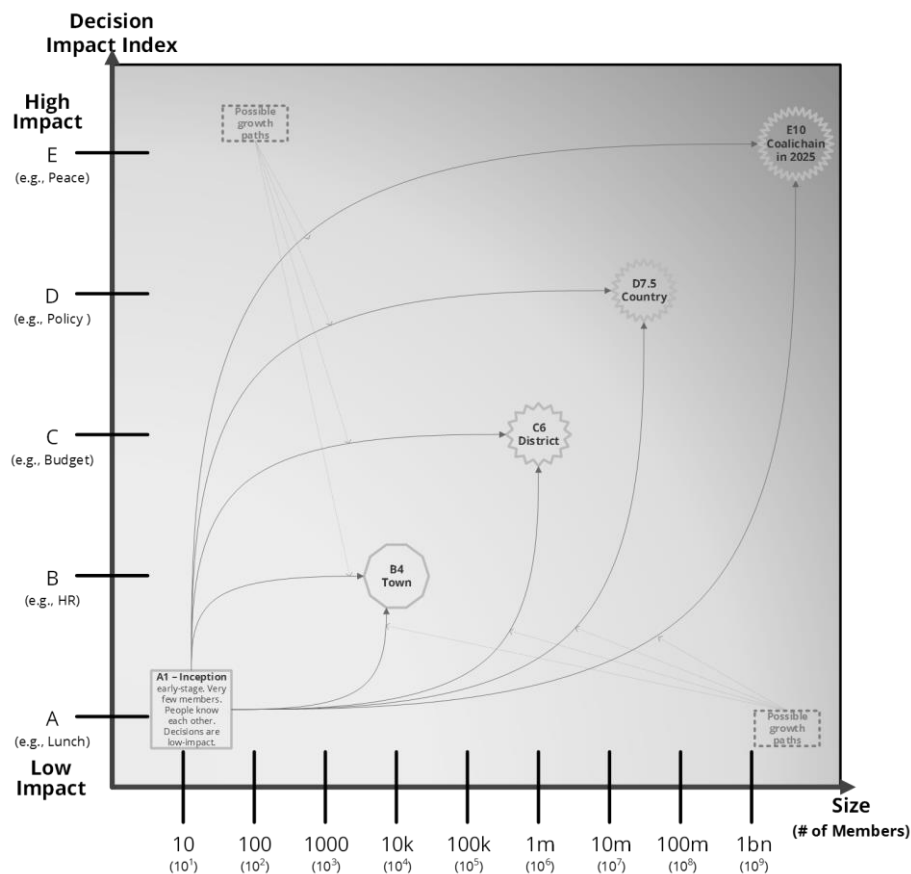 Decision
Impact Index
High
Impact
E
(e.g., Peace)
D
(e.g., Policy )
C
(e.g., Budget)
B
(e.g., HR)
A
(e.g., Lunch)
Low
Impact
Possible
growth
paths
E10
Coalichain
in 2025
D7.5
Country
C6
District
B4
Town
A1 – Inception
early-stage. Very
few members.
People know
each other.
Decisions are
low-impact.
Possible
growth
paths
Size
(# of Members)
10
(10¹)
100
(10²)
1000
(10³)
10k
(10⁴)
100k
(10⁵)
1m
(10⁶)
10m
(10⁷)
100m
(10⁸)
1bn
(10⁹)